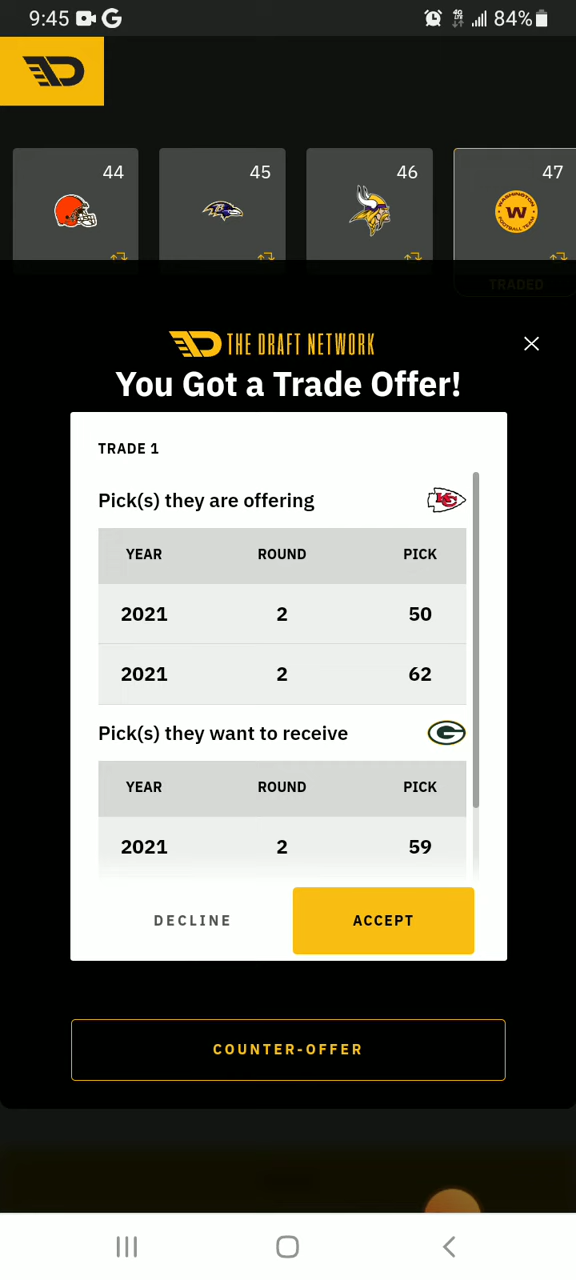 9:45 84%
44 45 46 47
TRADED
THE DRAFT NETWORK
You Got a Trade Offer!
TRADE 1
Pick(s) they are offering
YEAR ROUND PICK
2021 2 50
2021 2 62
Pick(s) they want to receive
YEAR ROUND PICK
2021 2 59
DECLINE ACCEPT
COUNTER-OFFER